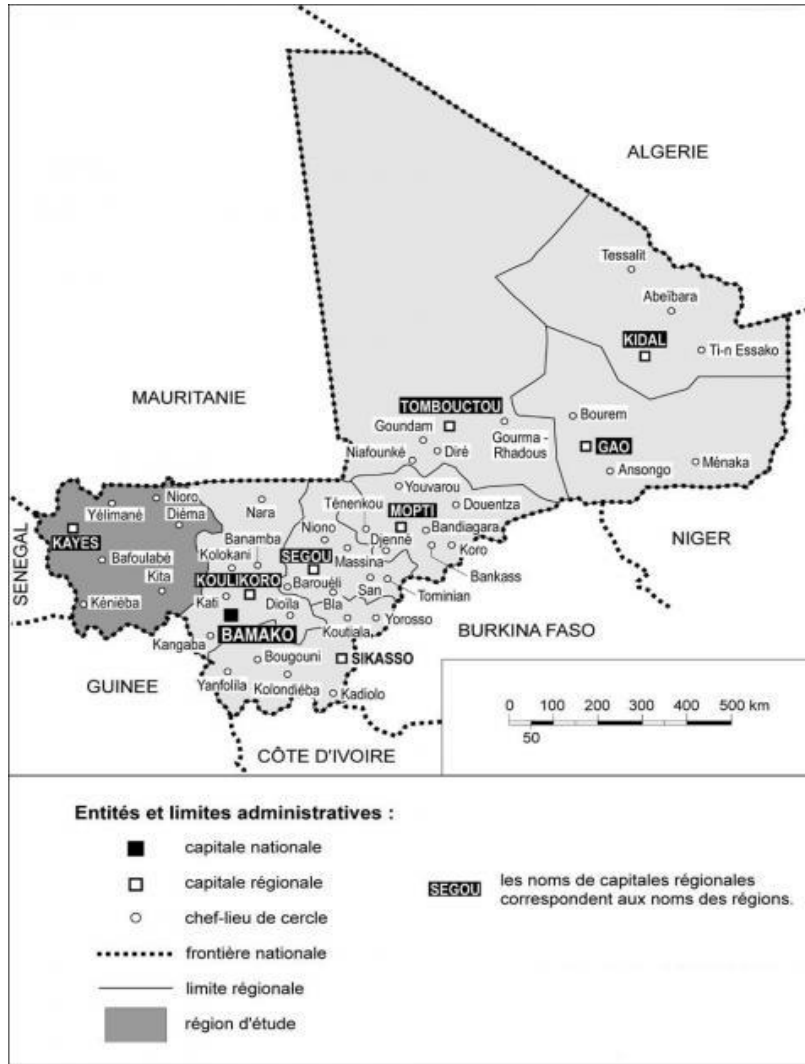 ALGERIE
Tessalit
Abeïbara
KIDAL
Ti-n Essako
MAURITANIE
TOMBOUCTOU
Bourem
Goundam
Gourma -
Rhadous
GAO
Niafounké
Diré
Ansongo
Ménaka
Nioro
Youvarou
Yélimané
Diéma
Nara
Ténenkou
Douentza
MOPTI
NIGER
KAYES
Banamba
Niono
Bandiagara
Djenné
SENEGAL
Bafoulabé
Kolokani
SEGOU
Massina
Koro
Kita
KOULIKORO
Barouéli
Bankass
Kéniéba
Kati
San
Tominian
Dioila
Bla
BAMAKO
Koutiala
Yorosso
BURKINA FASO
Kangaba
Bougouni
SIKASSO
GUINEE
Yanfolila
Kolondiéba
Kadiolo
CÔTE D'IVOIRE
0 100 200 300 400 500 km
50
Entités et limites administratives :
capitale nationale
capitale régionale
SEGOU
les noms de capitales régionales
correspondent aux noms des régions.
chef-lieu de cercle
frontière nationale
limite régionale
région d'étude